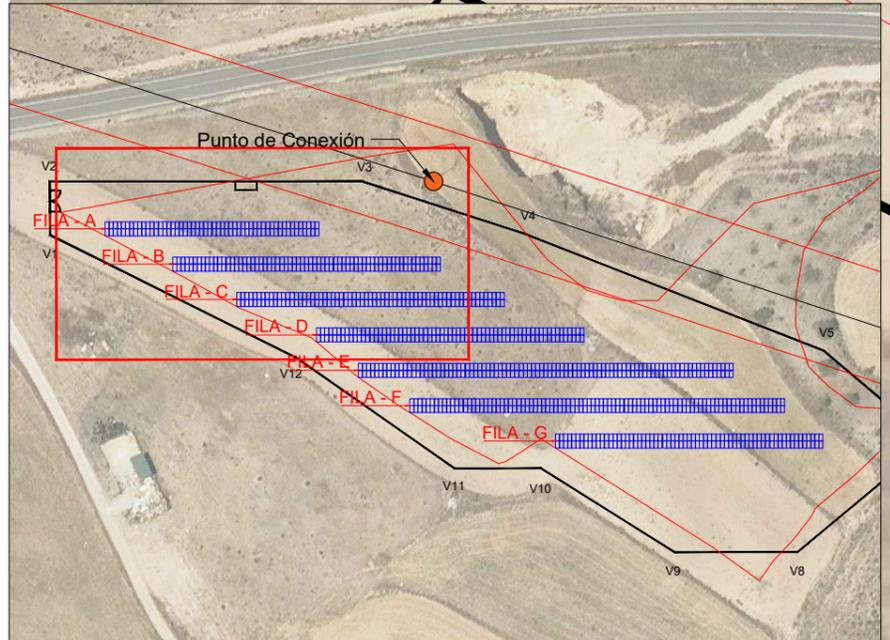 Punto de Conexión
V2
V3
V4
FILA - A
V1
FILA - B
FILA - C
FILA - D
V5
FILA - E
V12
FILA - F
FILA - G
V11
V10
V9
V8